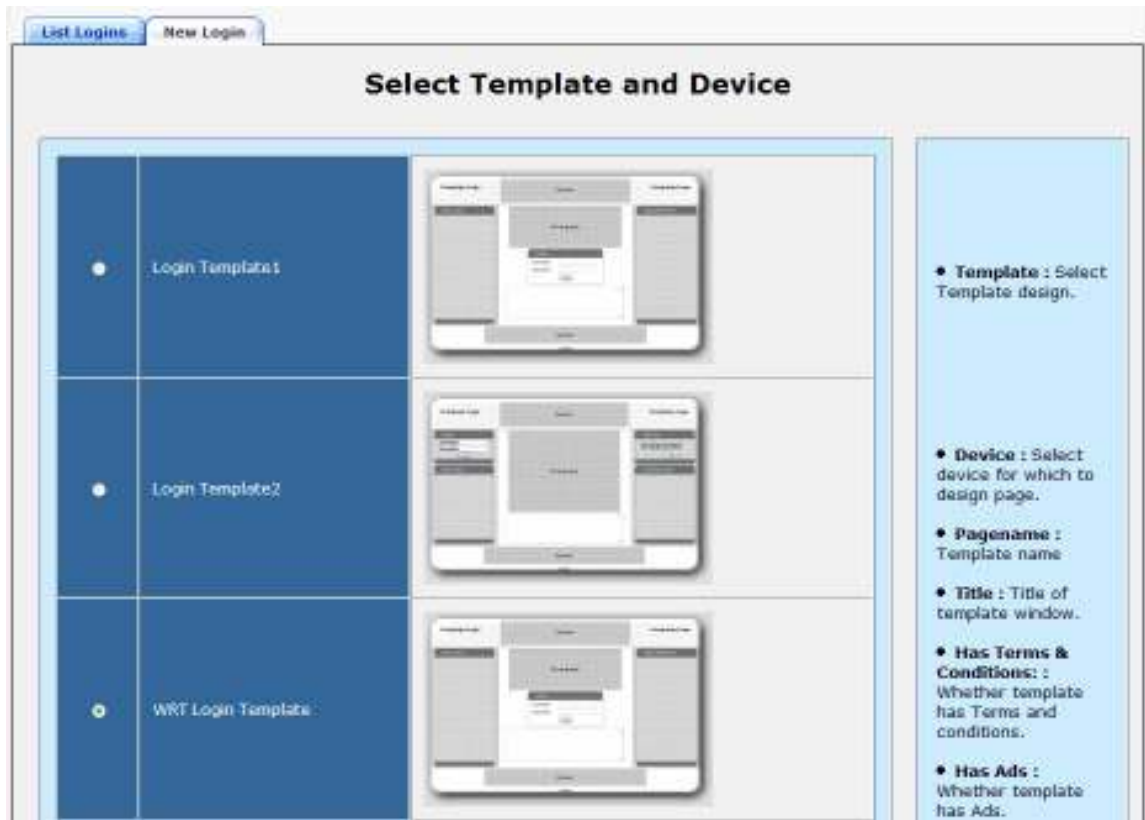 List Logins
New Login
Select Template and Device
Login Template1
Login Template2
WRT Login Template
• Template : Select
Template design.
• Device : Select
device for which to
design page.
• Pagename :
Template name
• Title : Title of
template window.
• Has Terms &
Conditions: :
Whether template
has Terms and
conditions.
• Has Ads :
Whether template
has Ads.